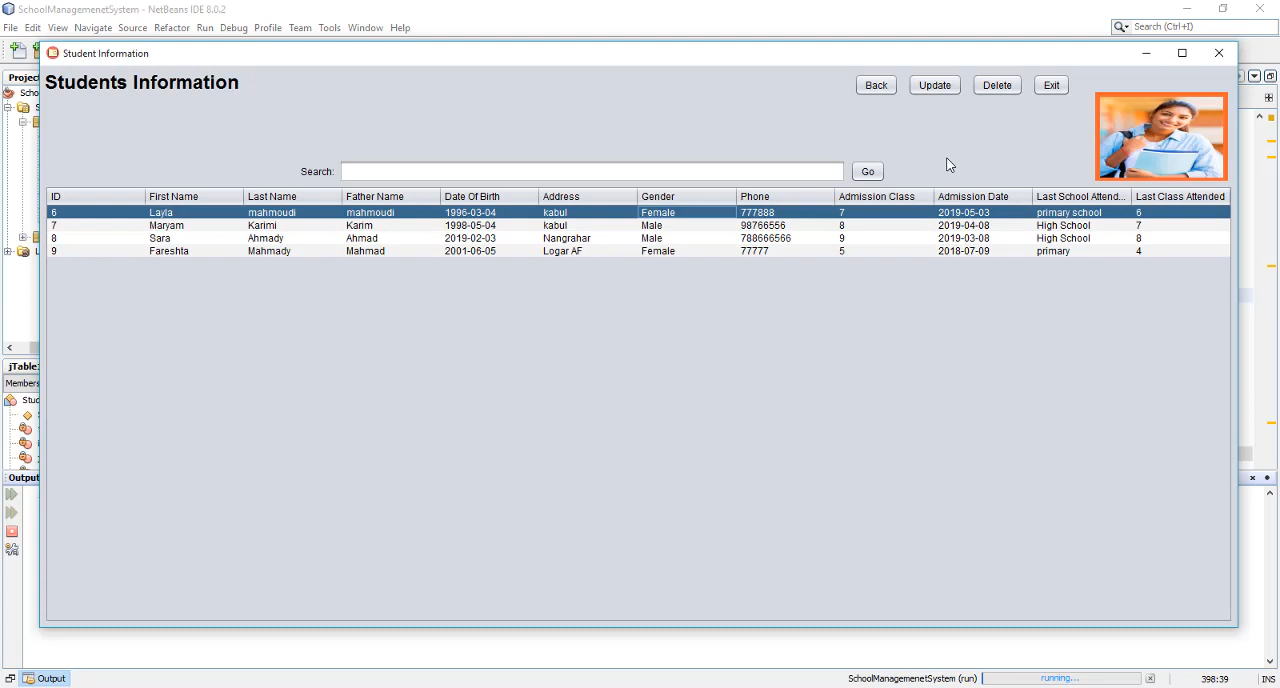 SchoolManagemenetSystem - NetBeans IDE 8.0.2
File Edit View Navigate Source Refactor Run Debug Profile Team Tools Window Help
Search (Ctrl+I)
Student Information
Students Information
Back Update Delete Exit
Search: Go
ID First Name Last Name Father Name Date Of Birth Address Gender Phone Admission Class Admission Date Last School Attend... Last Class Attended
6 Layla mahmoudi mahmoudi 1996-03-04 kabul Female 777888 7 2019-05-03 primary school 6
7 Maryam Karimi Karim 1998-05-04 kabul Male 98766556 8 2019-04-08 High School 7
8 Sara Ahmady Ahmad 2019-02-03 Nangrahar Male 788666566 9 2019-03-08 High School 8
9 Fareshta Mahmady Mahmad 2001-06-05 Logar AF Female 77777 5 2018-07-09 primary 4
Projec
Scho
S
L
jTable
Members
Stud
Output
Output
SchoolManagemenetSystem (run) running... 398:39 INS